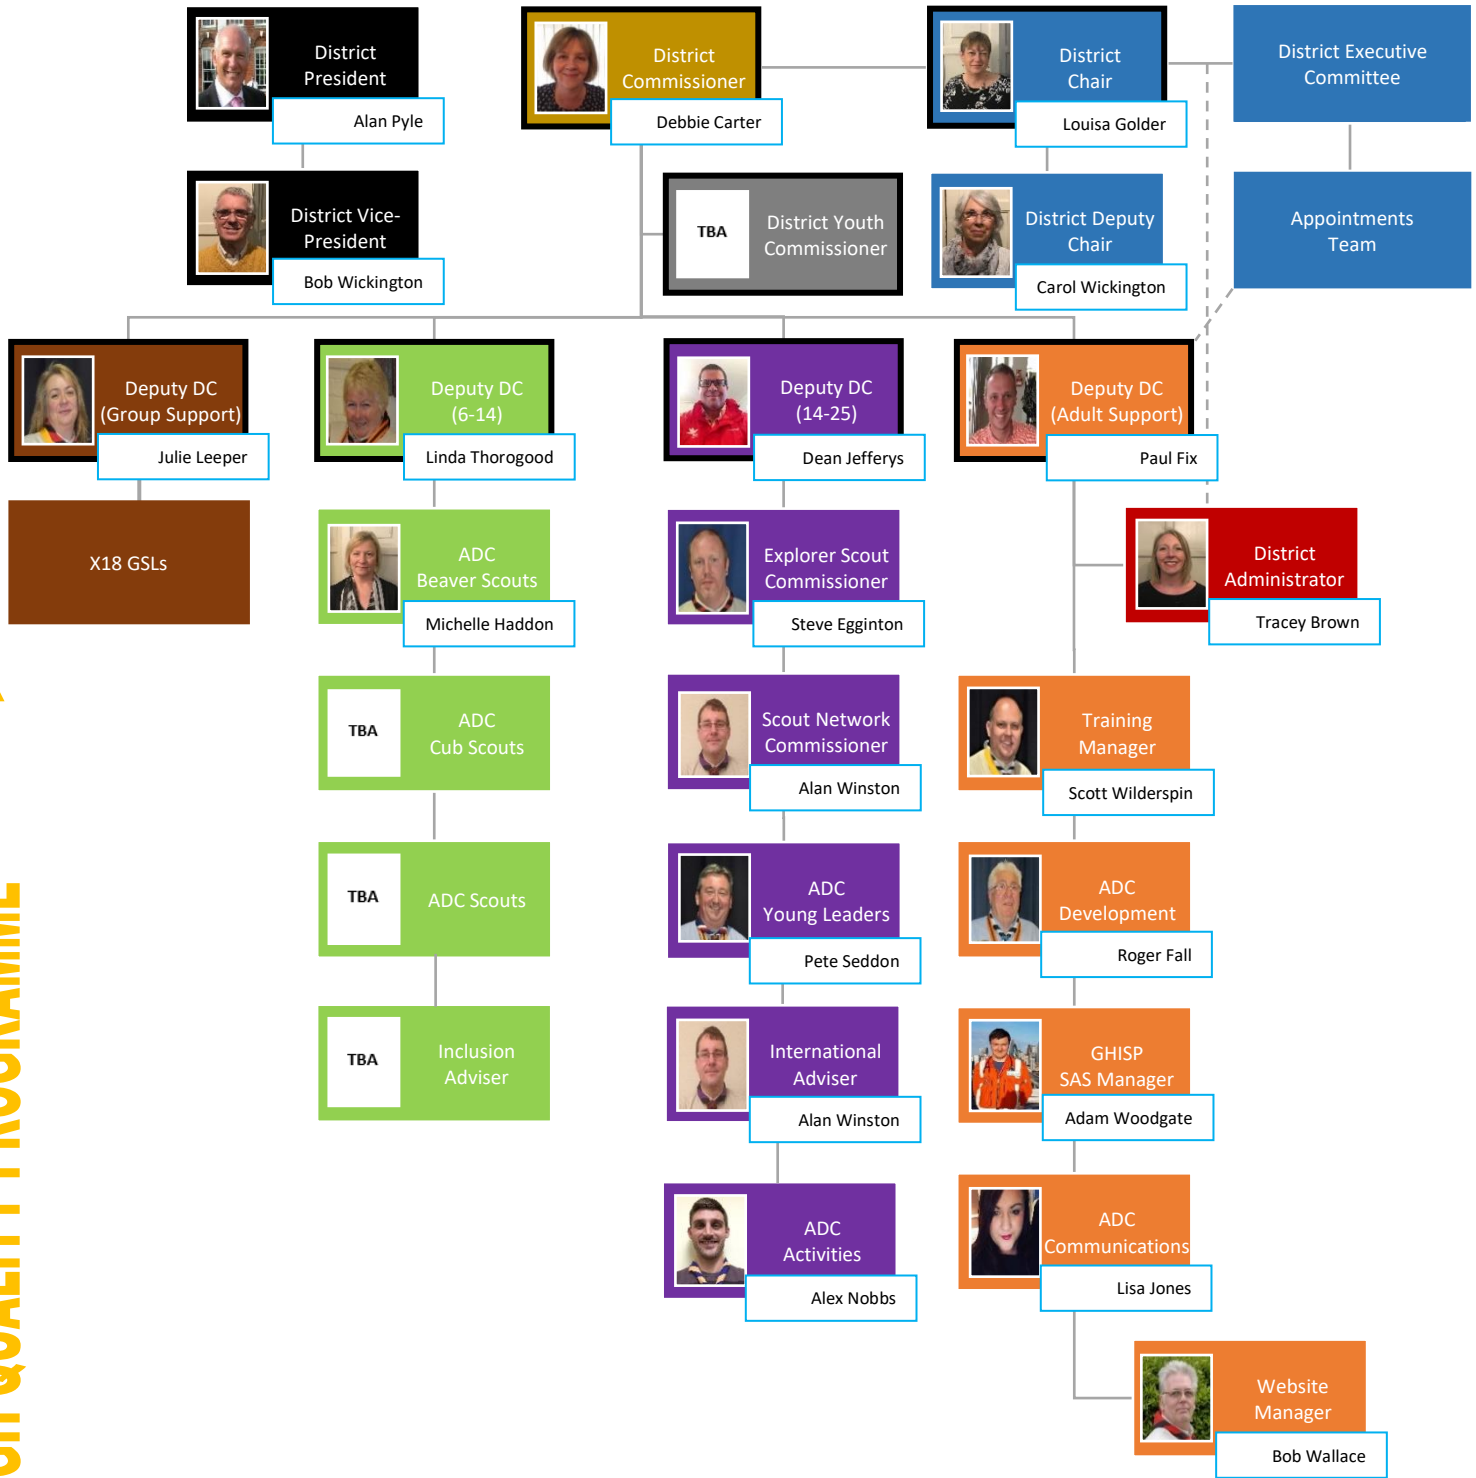 District
President
Alan Pyle
District
Commissioner
Debbie Carter
District
Chair
Louisa Golder
District Executive
Committee
District Vice-
President
Bob Wickington
TBA
District Youth
Commissioner
District Deputy
Chair
Carol Wickington
Appointments
Team
Deputy DC
(Group Support)
Julie Leeper
Deputy DC
(6-14)
Linda Thorogood
Deputy DC
(14-25)
Dean Jefferys
Deputy DC
(Adult Support)
Paul Fix
X18 GSLs
ADC
Beaver Scouts
Michelle Haddon
Explorer Scout
Commissioner
Steve Egginton
District
Administrator
Tracey Brown
TBA
ADC
Cub Scouts
Scout Network
Commissioner
Alan Winston
Training
Manager
Scott Wilderspin
TBA
ADC Scouts
ADC
Young Leaders
Pete Seddon
ADC
Development
Roger Fall
TBA
Inclusion
Adviser
International
Adviser
Alan Winston
GHISP
SAS Manager
Adam Woodgate
ADC
Activities
Alex Nobbs
ADC
Communications
Lisa Jones
Website
Manager
Bob Wallace
QUALITY PROGRAMME